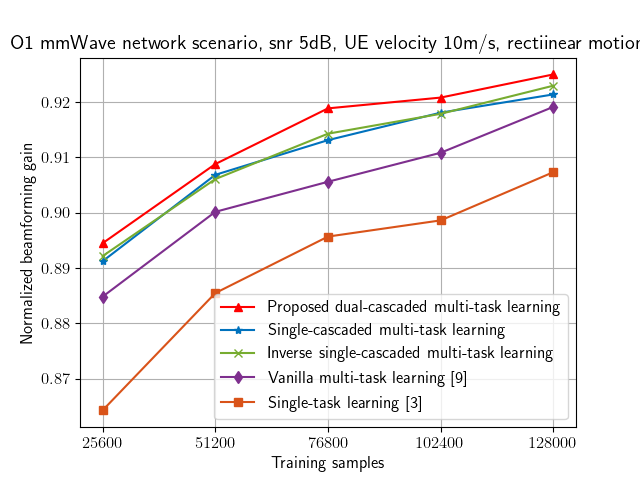 O1 mmWave network scenario, snr 5dB, UE velocity 10m/s, rectiinear motion
Normalized beamforming gain
0.92
0.91
0.90
0.89
0.88
0.87
Proposed dual-cascaded multi-task learning
Single-cascaded multi-task learning
Inverse single-cascaded multi-task learning
Vanilla multi-task learning [9]
Single-task learning [3]
25600 51200 76800 102400 128000
Training samples